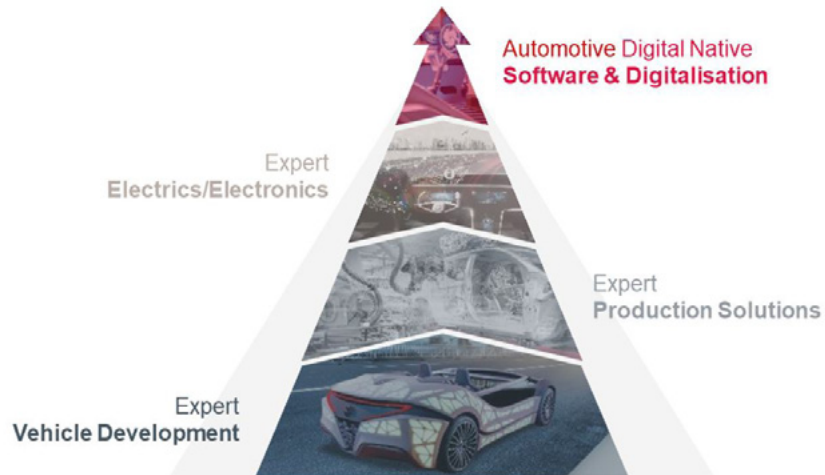 Automotive Digital Native
Software & Digitalisation
Expert
Electrics/Electronics
Expert
Production Solutions
Expert
Vehicle Development